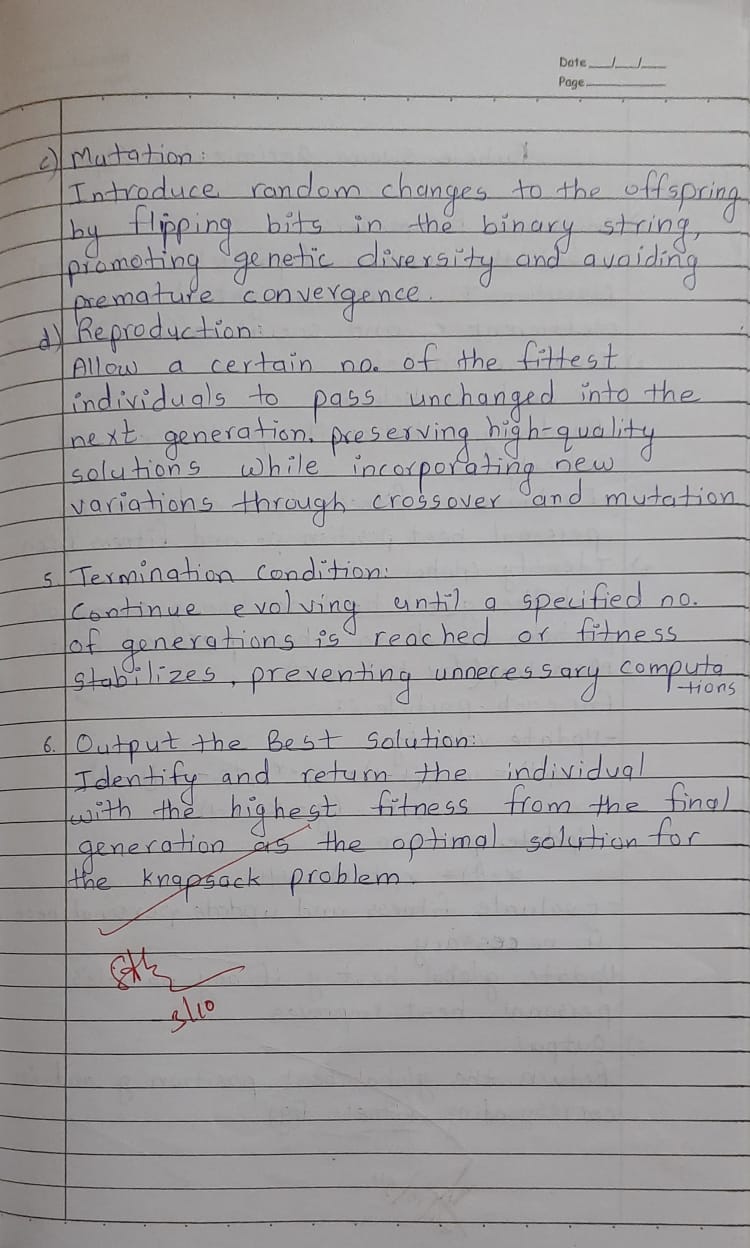 Date __/__/__
Page ______
c) Mutation:
Introduce random changes to the offspring
by flipping bits in the binary string,
promoting genetic diversity and avoiding
premature convergence.
d) Reproduction:
Allow a certain no. of the fittest
individuals to pass unchanged into the
next generation, preserving high-quality
solutions while incorporating new
variations through crossover and mutation
5. Termination Condition:
Continue evolving until a specified no.
of generations is reached or fitness
stabilizes, preventing unnecessary computa
tions
6. Output the Best Solution:
Identify and return the individual
with the highest fitness from the final
generation as the optimal solution for
the knapsack problem.
3/10